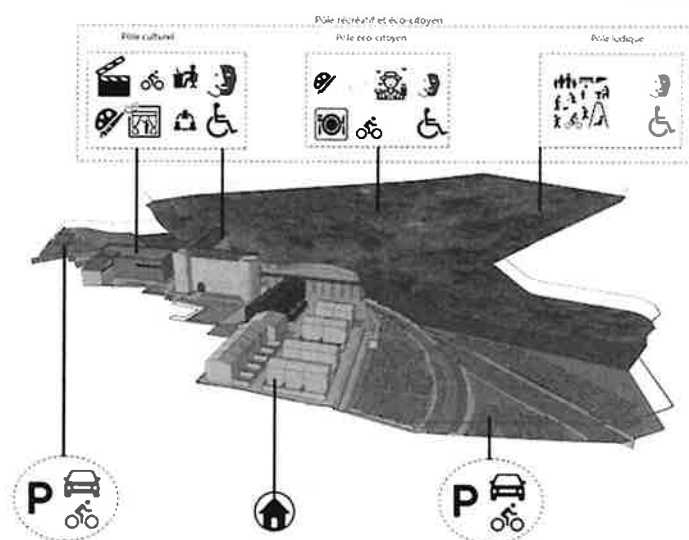 Pôle récréatif et éco-citoyen
Pôle culturel
Pôle éco-citoyen
Pôle ludique
P
P